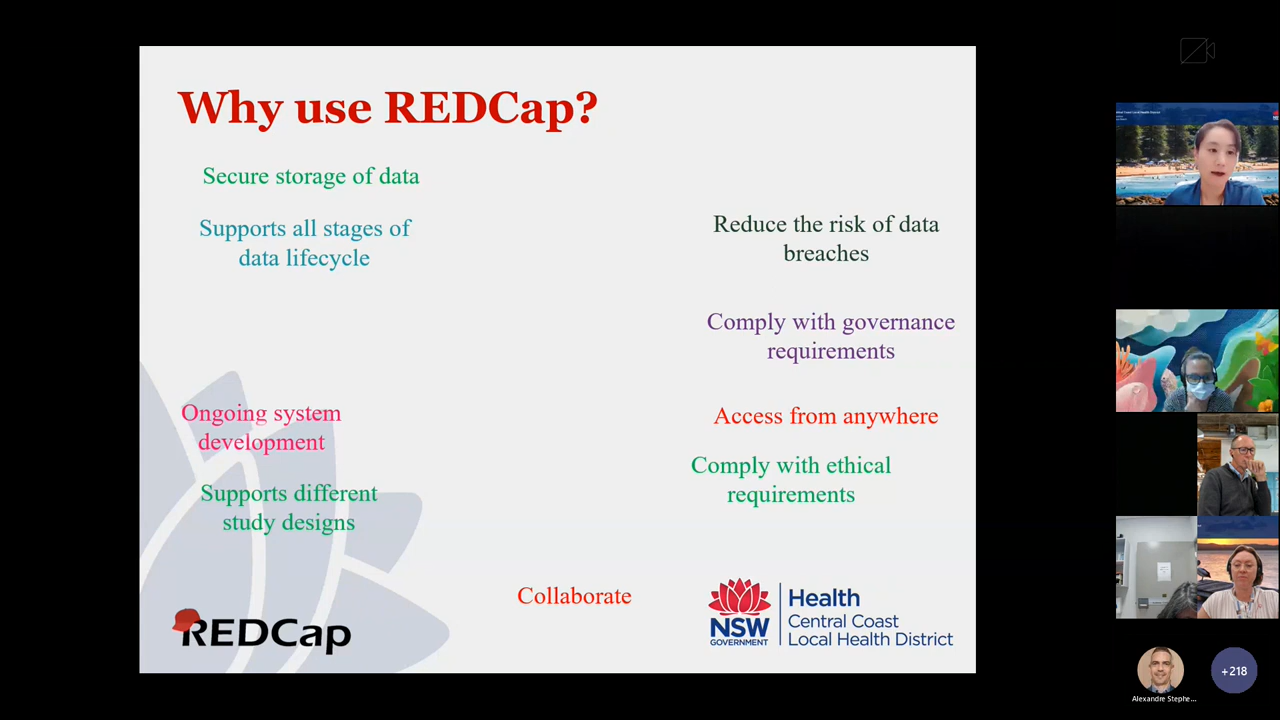 Why use REDCap?
Secure storage of data
Supports all stages of
data lifecycle
Reduce the risk of data
breaches
Comply with governance
requirements
Ongoing system
development
Access from anywhere
Comply with ethical
requirements
Supports different
study designs
Collaborate
REDCap
NSW
GOVERNMENT
Health
Central Coast
Local Health District
+218
Alexandre Stephe...